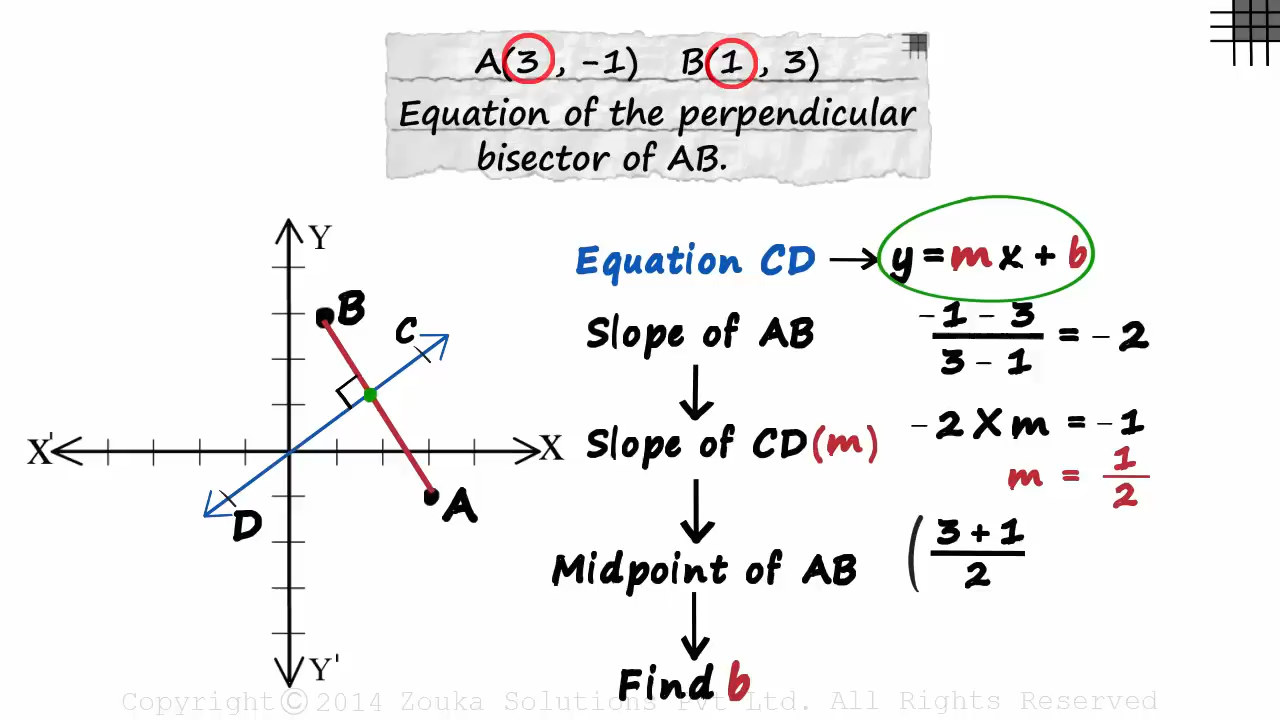 A(3 , -1) B(1 , 3)
Equation of the perpendicular
bisector of AB.
Y
B
C
X'
X
D
A
Y'
Equation CD → y = mx + b
Slope of AB
-1 - 3 / 3 - 1 = -2
Slope of CD(m)
-2 X m = -1
m = 1/2
Midpoint of AB
( 3 + 1 / 2
Find b
Copyright © 2014 Zouka Solutions Pvt Ltd. All Rights Reserved